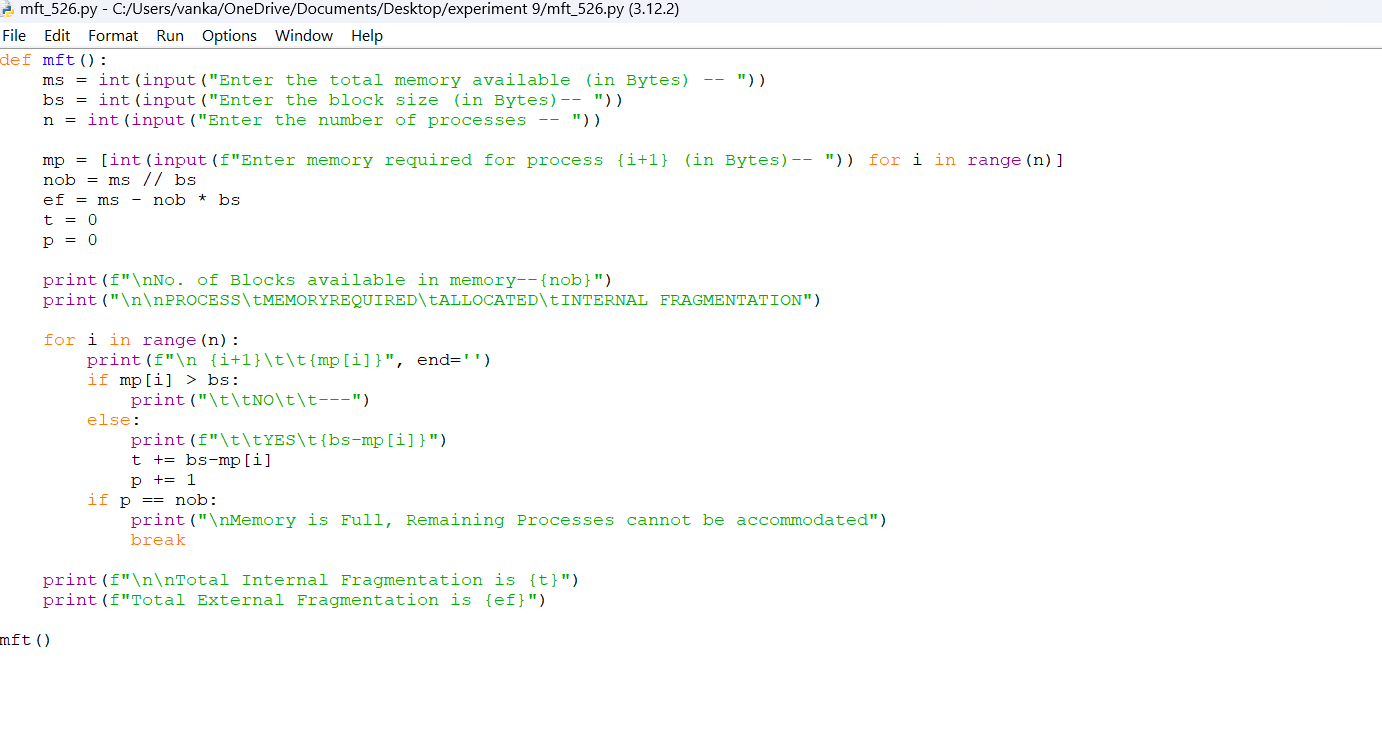 mft_526.py - C:/Users/vanka/OneDrive/Documents/Desktop/experiment 9/mft_526.py (3.12.2)
File Edit Format Run Options Window Help
def mft():
    ms = int(input("Enter the total memory available (in Bytes) -- "))
    bs = int(input("Enter the block size (in Bytes)-- "))
    n = int(input("Enter the number of processes -- "))

    mp = [int(input(f"Enter memory required for process {i+1} (in Bytes)-- ")) for i in range(n)]
    nob = ms // bs
    ef = ms - nob * bs
    t = 0
    p = 0

    print(f"\nNo. of Blocks available in memory--{nob}")
    print("\n\nPROCESS\tMEMORYREQUIRED\tALLOCATED\tINTERNAL FRAGMENTATION")

    for i in range(n):
        print(f"\n {i+1}\t\t{mp[i]}", end='')
        if mp[i] > bs:
            print("\t\tNO\t\t---")
        else:
            print(f"\t\tYES\t{bs-mp[i]}")
            t += bs-mp[i]
            p += 1
        if p == nob:
            print("\nMemory is Full, Remaining Processes cannot be accommodated")
            break

    print(f"\n\nTotal Internal Fragmentation is {t}")
    print(f"Total External Fragmentation is {ef}")

mft()